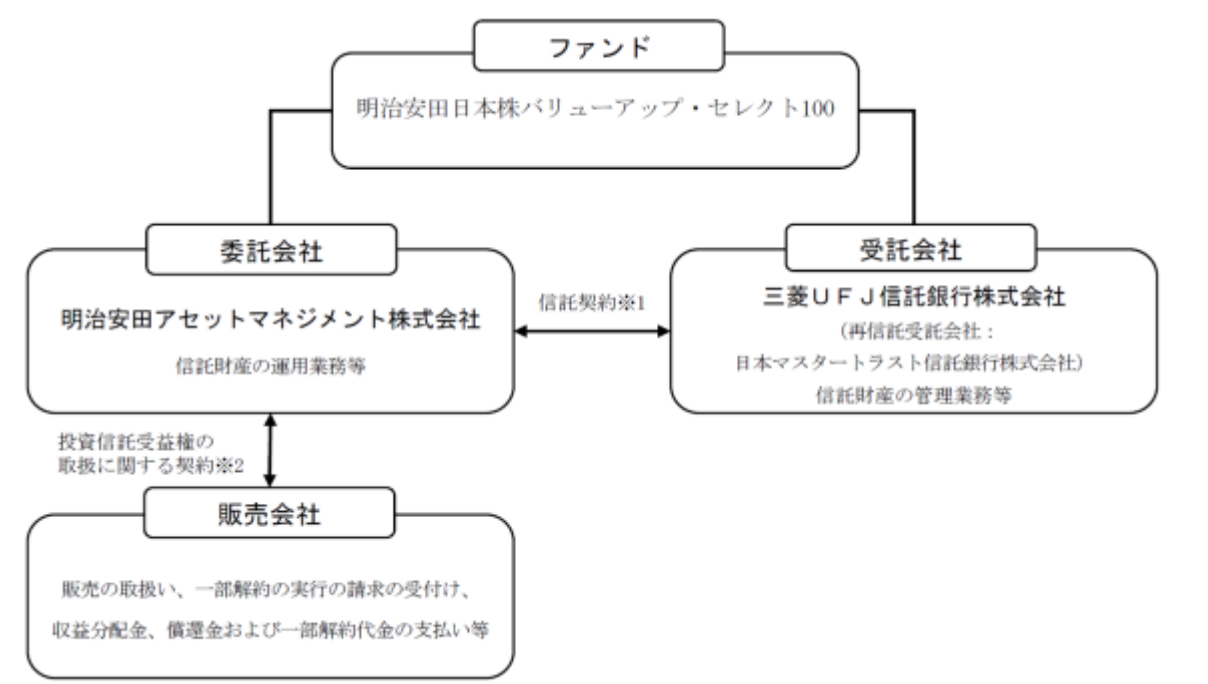 ファンド
明治安田日本株バリューアップ・セレクト100
委託会社
明治安田アセットマネジメント株式会社
信託財産の運用業務等
信託契約※1
受託会社
三菱UFJ信託銀行株式会社
（再信託受託会社：
日本マスタートラスト信託銀行株式会社）
信託財産の管理業務等
投資信託受益権の
取扱に関する契約※2
販売会社
販売の取扱い、一部解約の実行の請求の受付け、
収益分配金、償還金および一部解約代金の支払い等